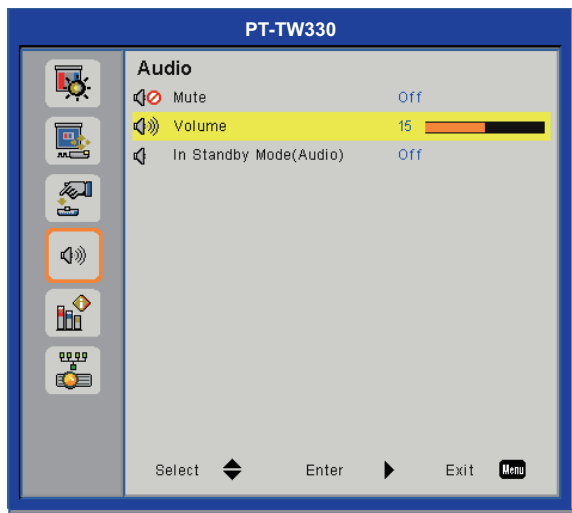 PT-TW330
Audio
Mute Off
Volume 15
In Standby Mode(Audio) Off
Select Enter Exit Menu